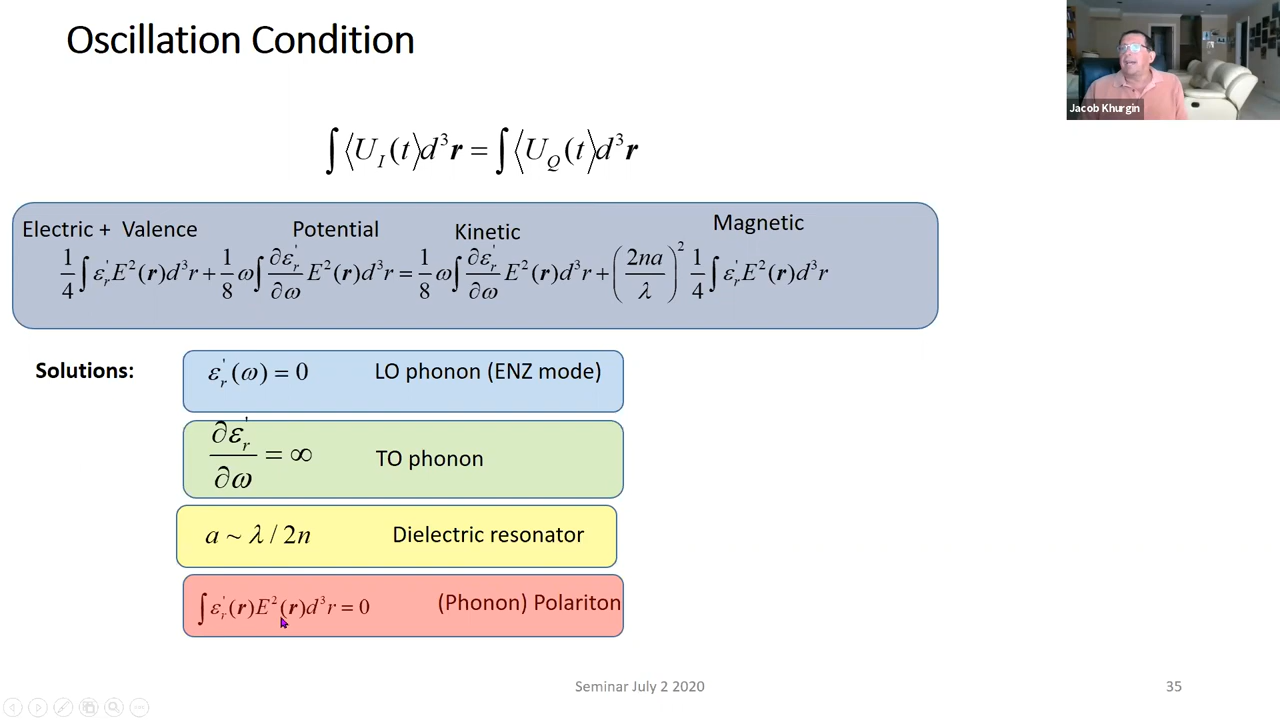 Oscillation Condition
Jacob Khurgin
∫⟨U_I(t⟩d³r = ∫⟨U_Q(t⟩d³r
Electric + Valence Potential Kinetic Magnetic
1/4 ∫ε_r' E²(r)d³r + 1/8 ω∫ ∂ε_r'/∂ω E²(r)d³r = 1/8 ω∫ ∂ε_r'/∂ω E²(r)d³r + (2na/λ)² 1/4 ∫ε_r' E²(r)d³r
Solutions:
ε_r'(ω) = 0 LO phonon (ENZ mode)
∂ε_r'/∂ω = ∞ TO phonon
a ~ λ / 2n Dielectric resonator
∫ε_r'(r)E²(r)d³r = 0 (Phonon) Polariton
Seminar July 2 2020
35